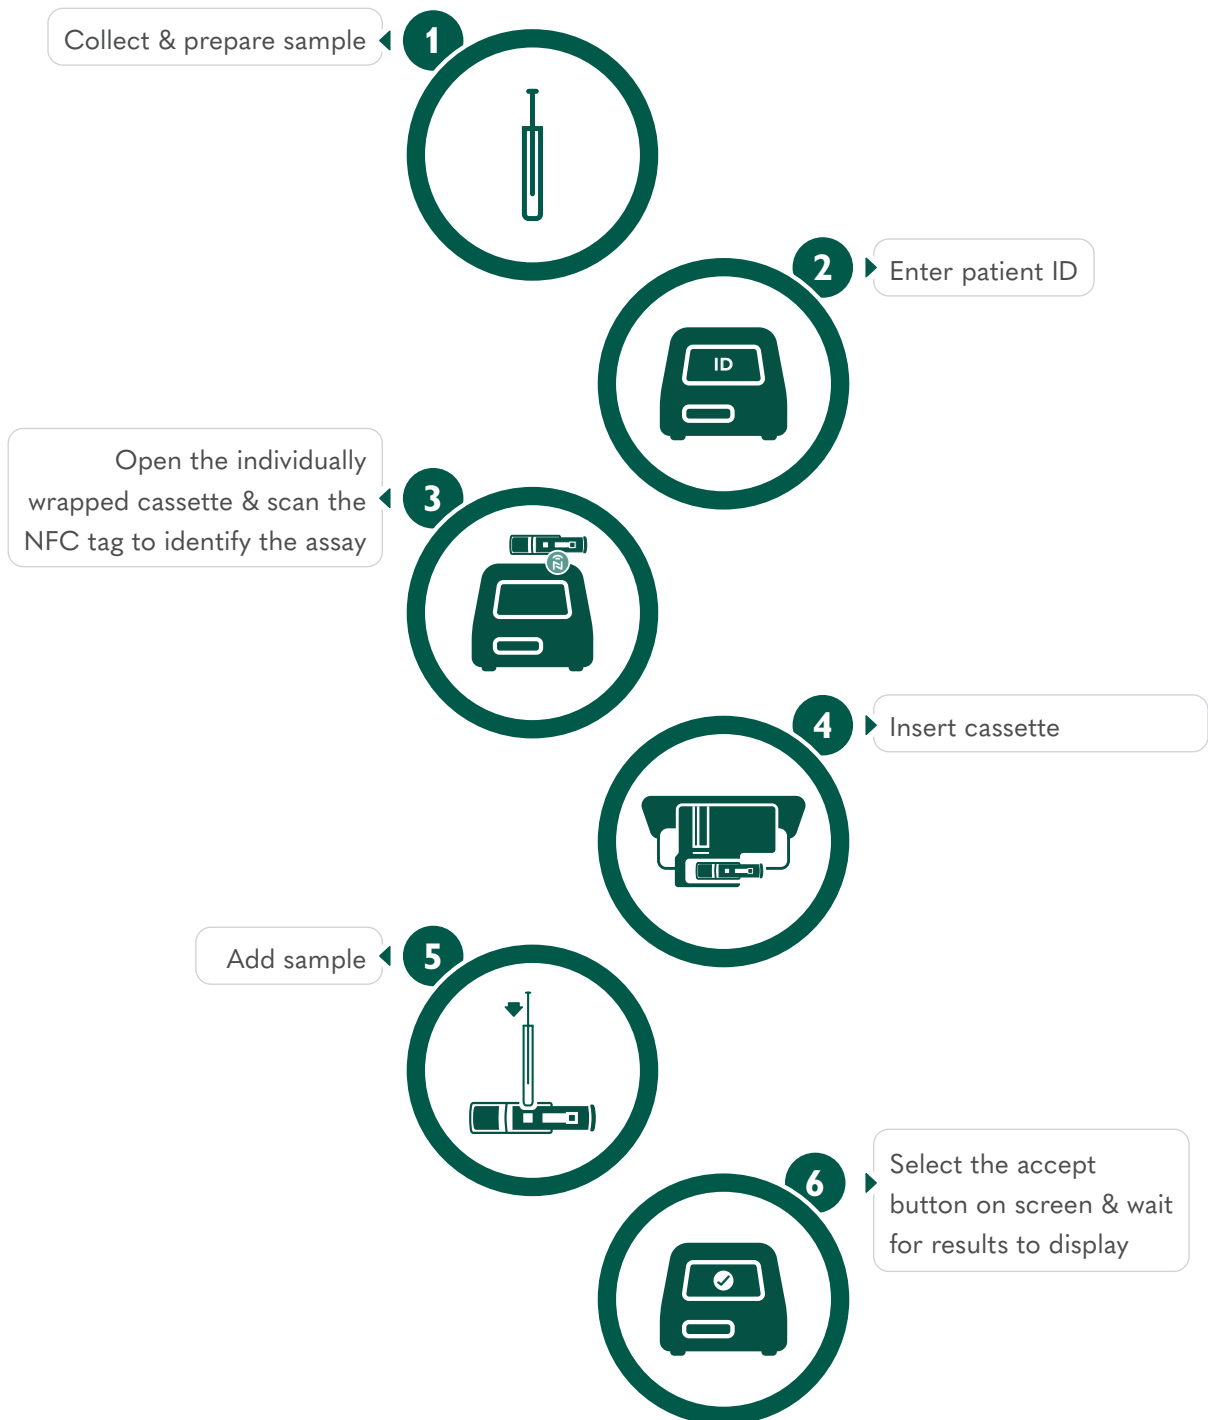 Collect & prepare sample
1
2
Enter patient ID
ID
Open the individually
wrapped cassette & scan the
NFC tag to identify the assay
3
4
Insert cassette
Add sample
5
6
Select the accept
button on screen & wait
for results to display